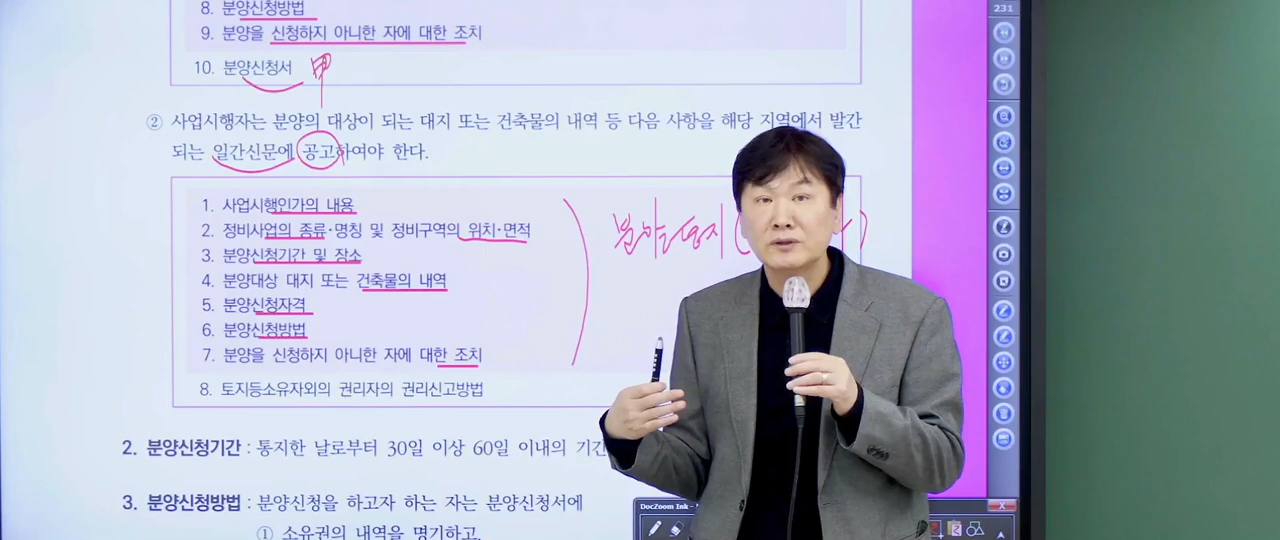 8. 분양신청방법
9. 분양을 신청하지 아니한 자에 대한 조치
10. 분양신청서
② 사업시행자는 분양의 대상이 되는 대지 또는 건축물의 내역 등 다음 사항을 해당 지역에서 발간
되는 일간신문에 공고하여야 한다.
1. 사업시행인가의 내용
2. 정비사업의 종류·명칭 및 정비구역의 위치·면적
3. 분양신청기간 및 장소
4. 분양대상 대지 또는 건축물의 내역
5. 분양신청자격
6. 분양신청방법
7. 분양을 신청하지 아니한 자에 대한 조치
8. 토지등소유자외의 권리자의 권리신고방법
2. 분양신청기간 : 통지한 날로부터 30일 이상 60일 이내의 기간
3. 분양신청방법 : 분양신청을 하고자 하는 자는 분양신청서에
① 소유권의 내역을 명기하고,
231
DocZoom Ink -